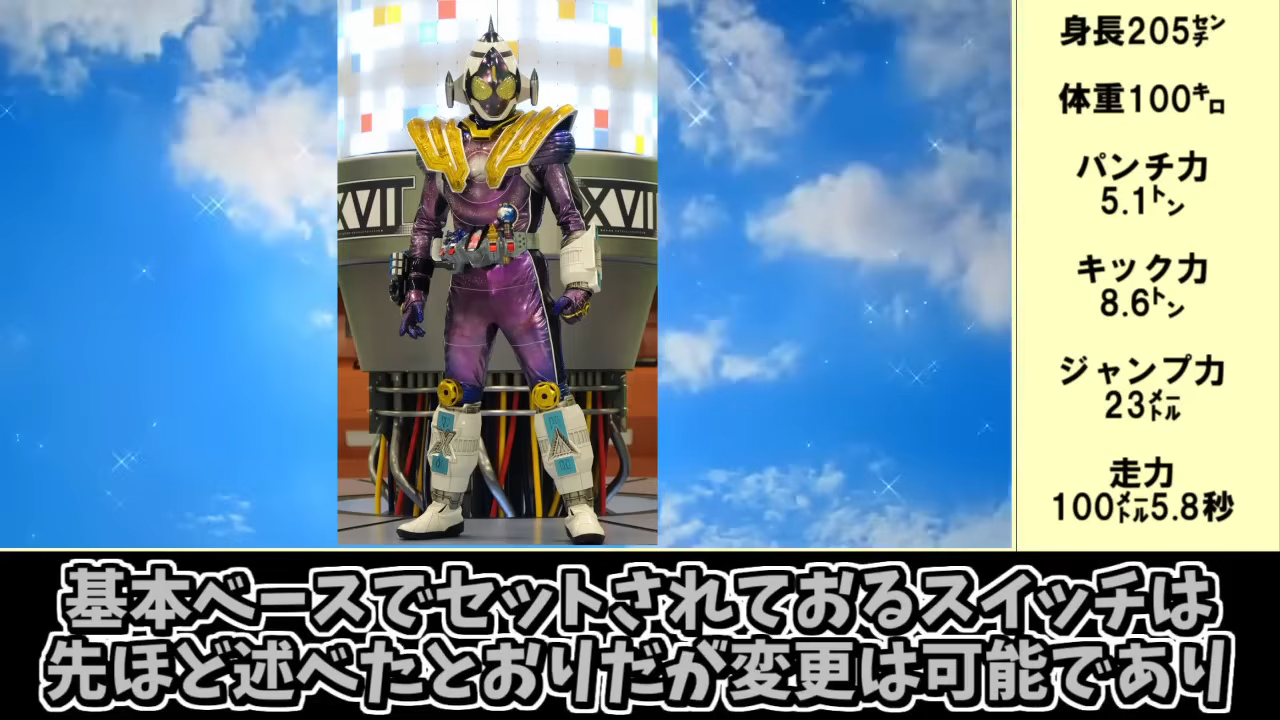 XVII
XVII
身長205㌢
体重100㌔
パンチ力
5.1㌧
キック力
8.6㌧
ジャンプ力
23㍍
走力
100㍍5.8秒
基本ベースでセットされておるスイッチは
先ほど述べたとおりだが変更は可能であり